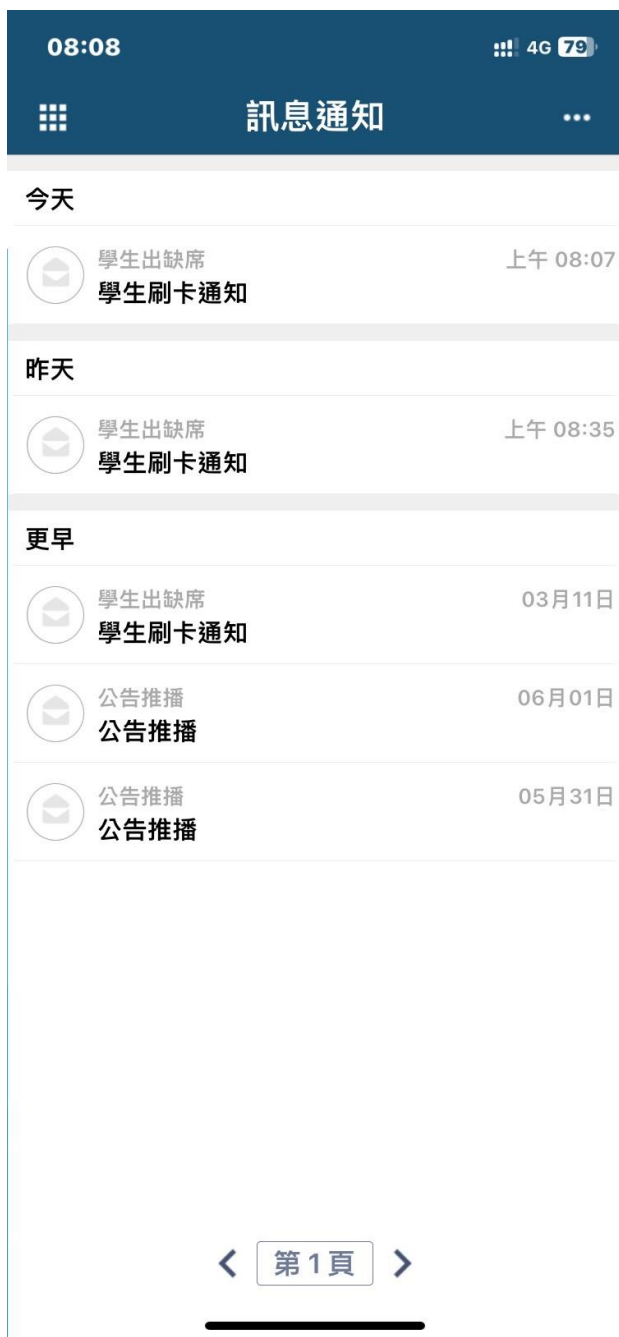 08:08
4G 79
訊息通知
今天
學生出缺席
上午 08:07
學生刷卡通知
昨天
學生出缺席
上午 08:35
學生刷卡通知
更早
學生出缺席
03月11日
學生刷卡通知
公告推播
06月01日
公告推播
公告推播
05月31日
公告推播
第1頁